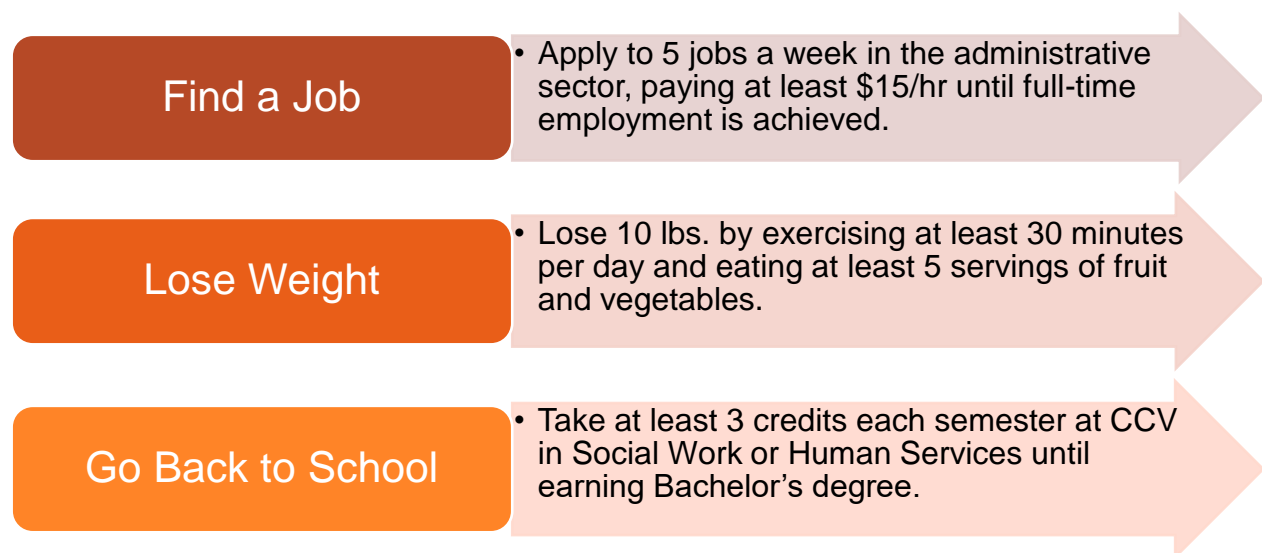 Find a Job
• Apply to 5 jobs a week in the administrative
sector, paying at least $15/hr until full-time
employment is achieved.
Lose Weight
• Lose 10 lbs. by exercising at least 30 minutes
per day and eating at least 5 servings of fruit
and vegetables.
Go Back to School
• Take at least 3 credits each semester at CCV
in Social Work or Human Services until
earning Bachelor’s degree.